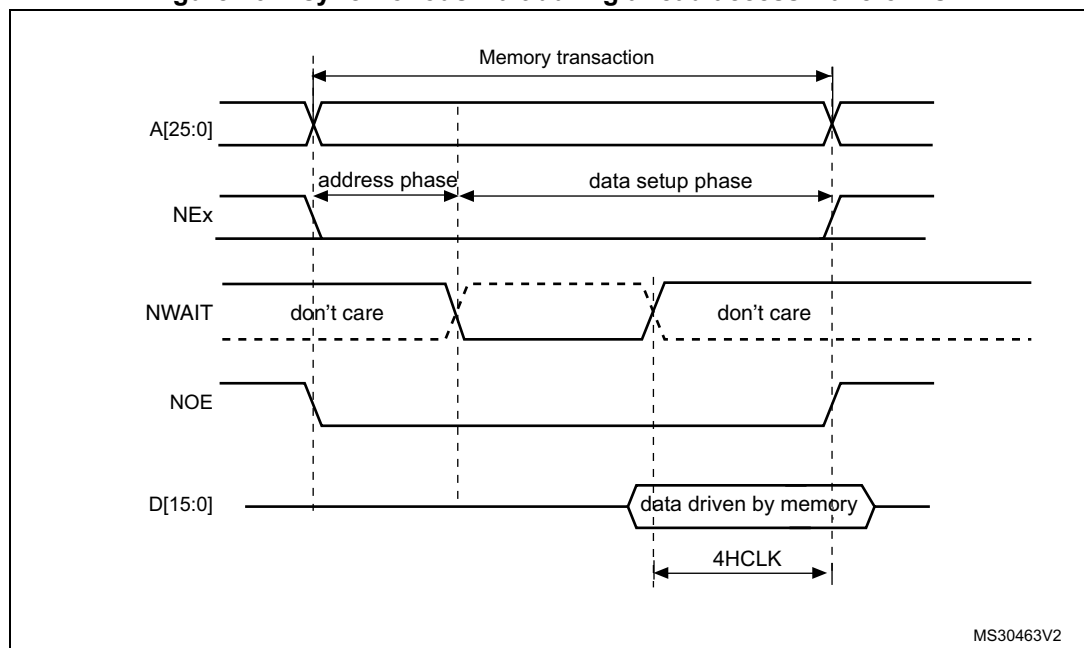 Memory transaction
A[25:0]
address phase
data setup phase
NEx
NWAIT
don't care
don't care
NOE
D[15:0]
data driven by memory
4HCLK
MS30463V2